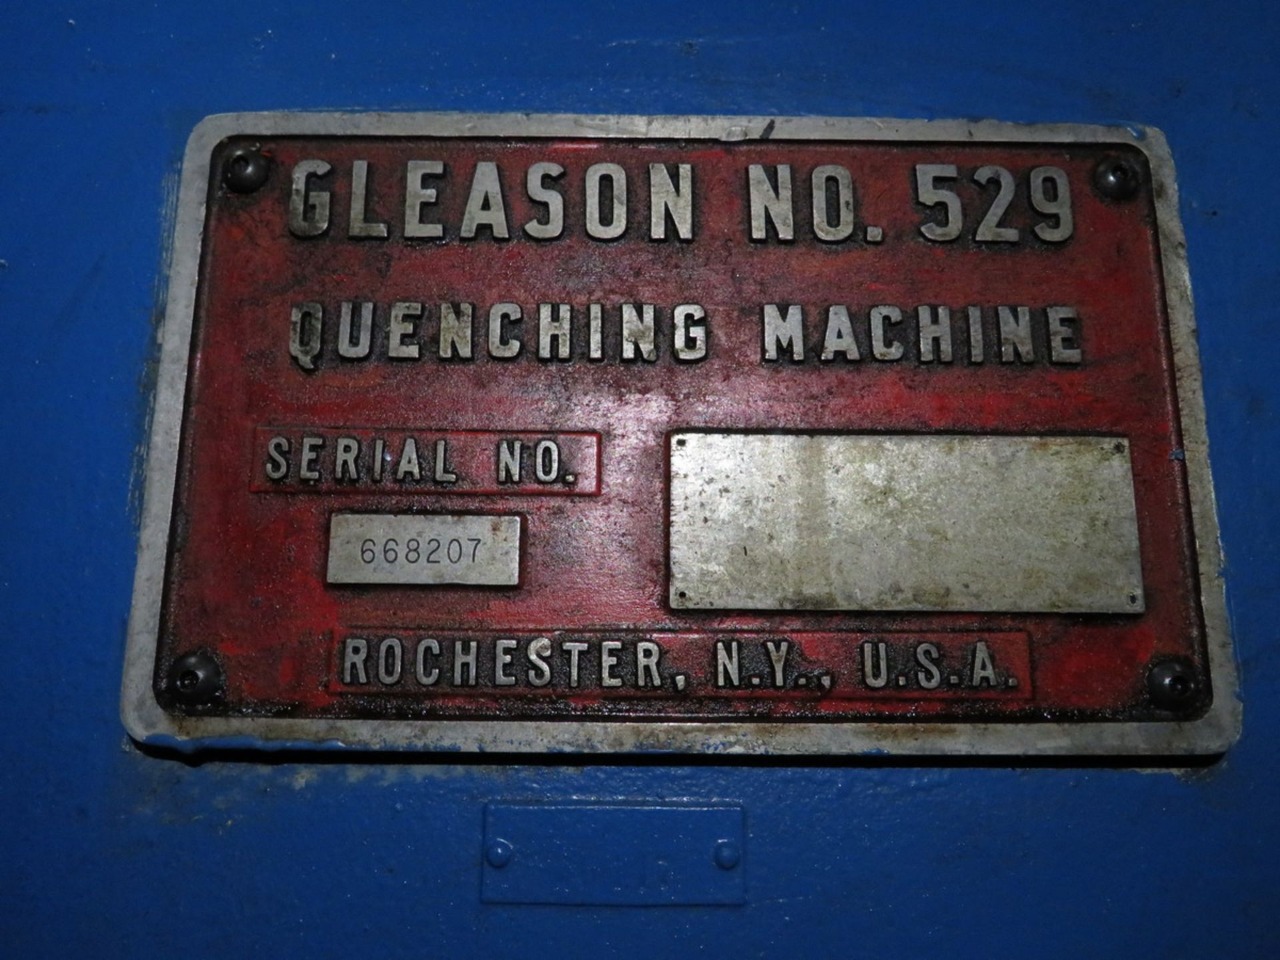 GLEASON NO. 529
QUENCHING MACHINE
SERIAL NO.
668207
ROCHESTER, N.Y., U.S.A.